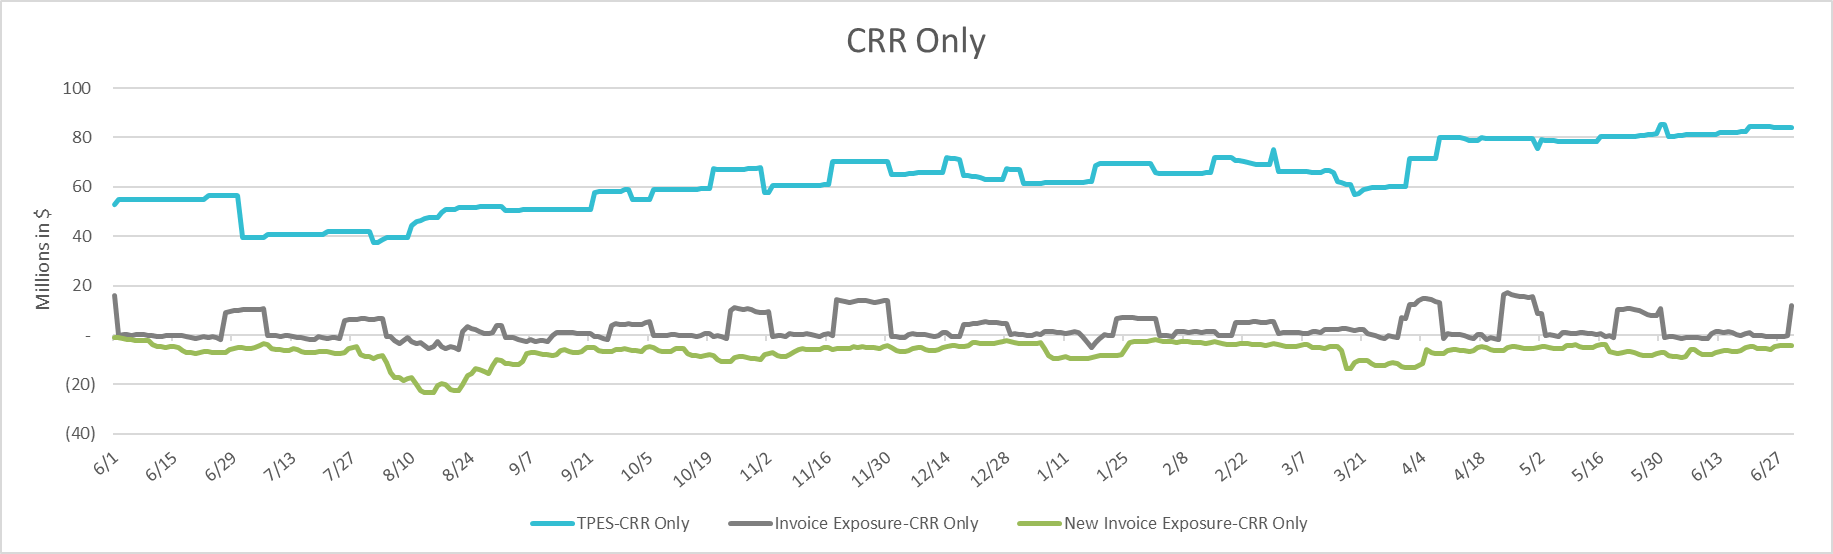 CRR Only
Millions in $
100
80
60
40
20
-
(20)
(40)
6/1 6/15 6/29 7/13 7/27 8/10 8/24 9/7 9/21 10/5 10/19 11/2 11/16 11/30 12/14 12/28 1/11 1/25 2/8 2/22 3/7 3/21 4/4 4/18 5/2 5/16 5/30 6/13 6/27
TPES-CRR Only Invoice Exposure-CRR Only New Invoice Exposure-CRR Only